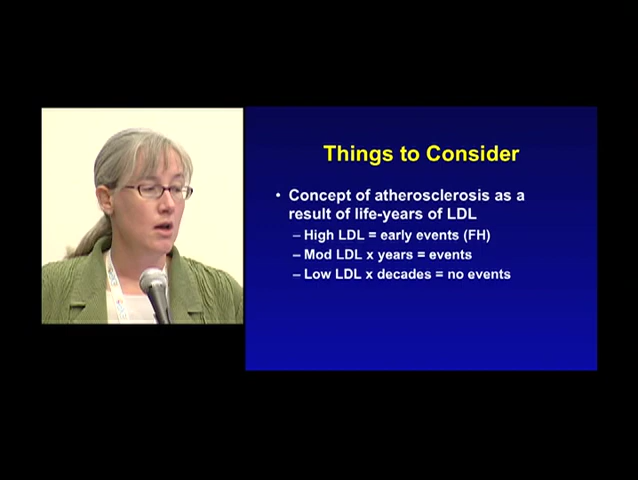 Things to Consider
• Concept of atherosclerosis as a
result of life-years of LDL
– High LDL = early events (FH)
– Mod LDL x years = events
– Low LDL x decades = no events